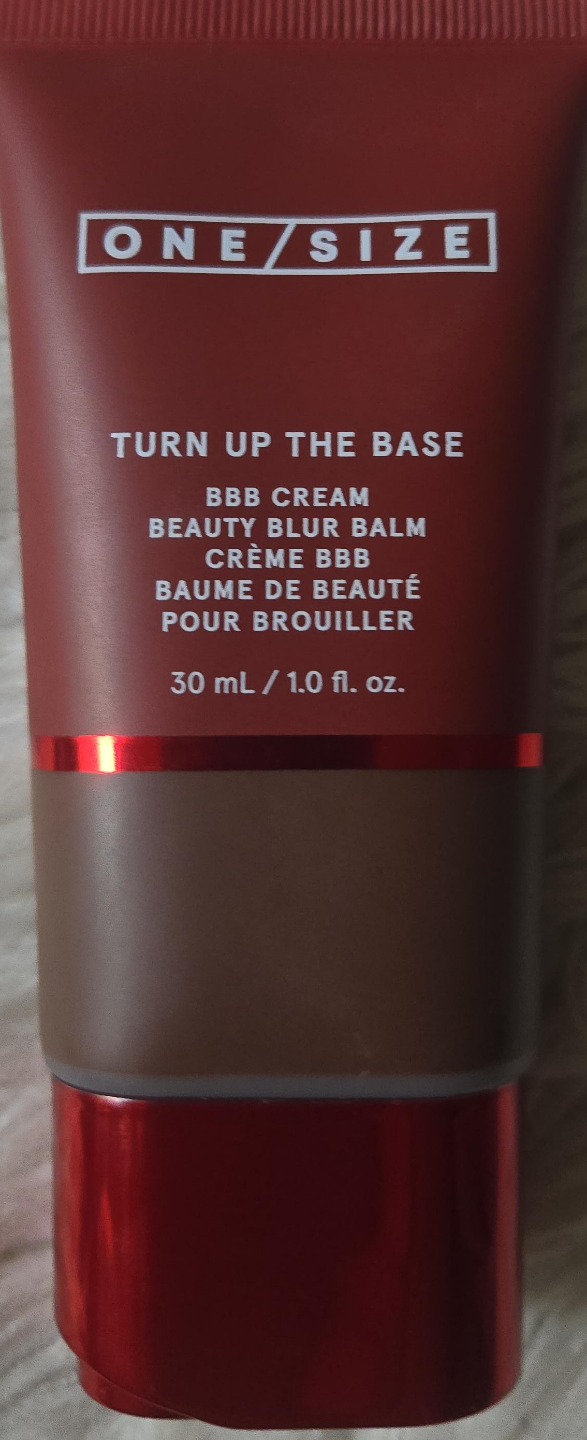 ONE/SIZE
TURN UP THE BASE
BBB CREAM
BEAUTY BLUR BALM
CRÈME BBB
BAUME DE BEAUTÉ
POUR BROUILLER
30 mL / 1.0 fl. oz.